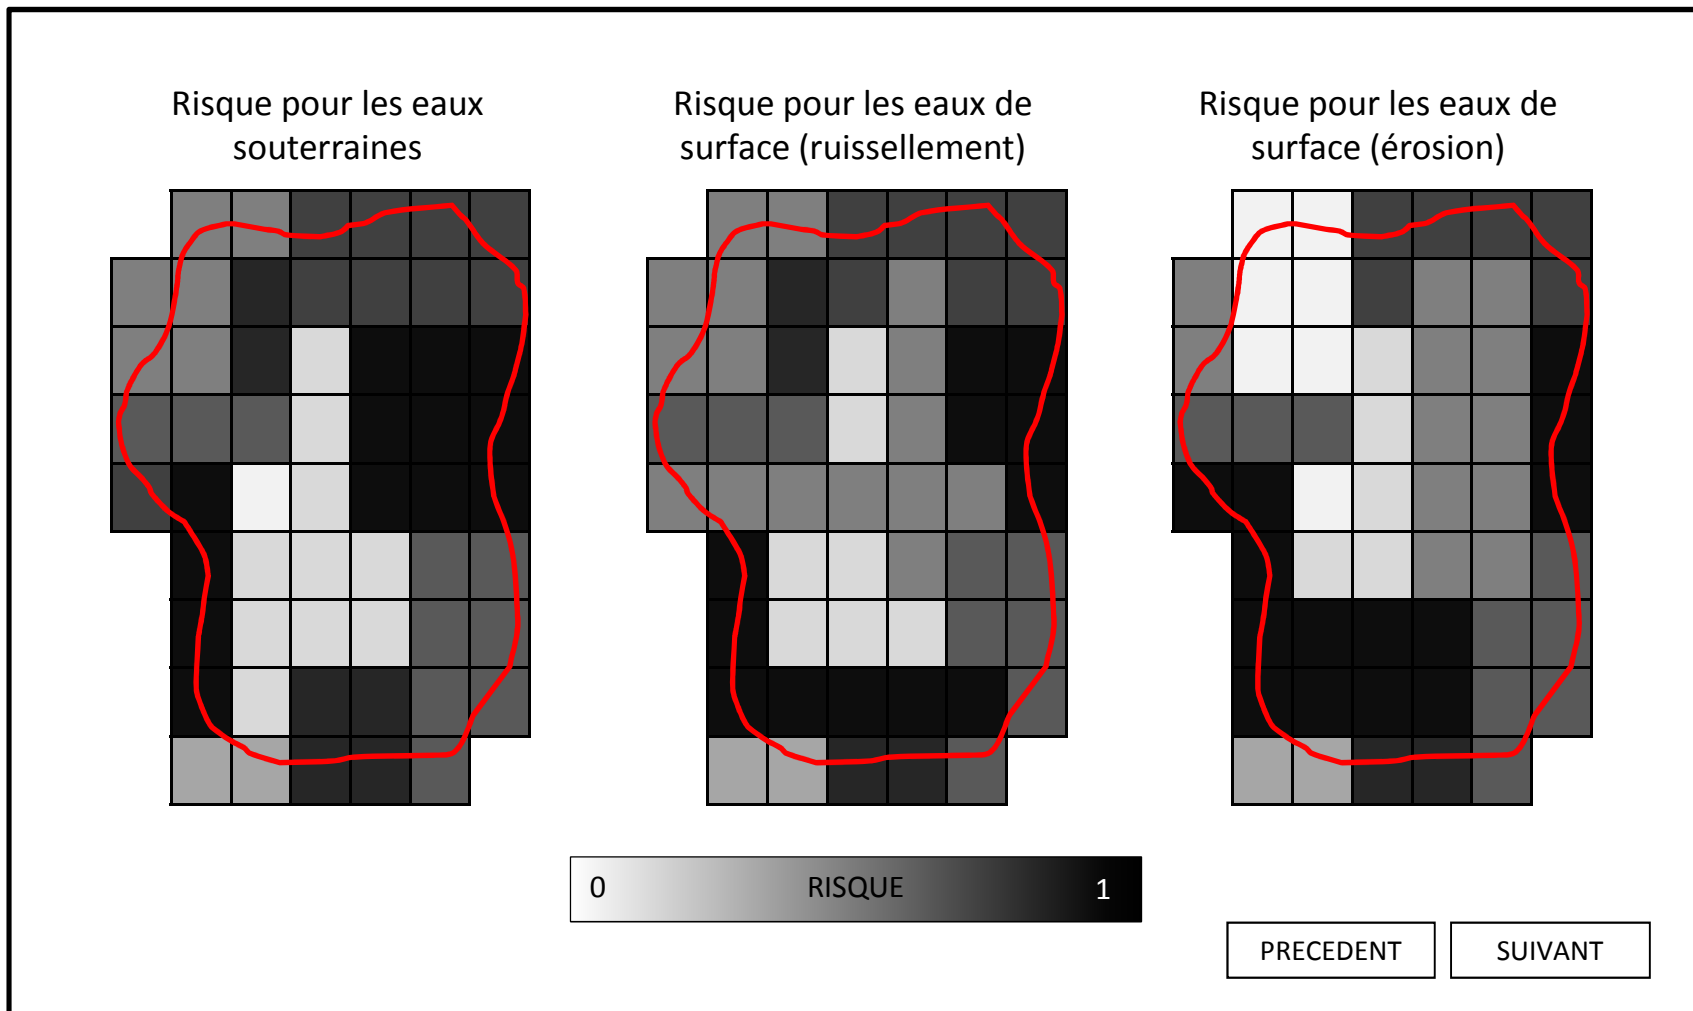 Risque pour les eaux
souterraines
Risque pour les eaux de
surface (ruissellement)
Risque pour les eaux de
surface (érosion)
0 RISQUE 1
PRECEDENT SUIVANT